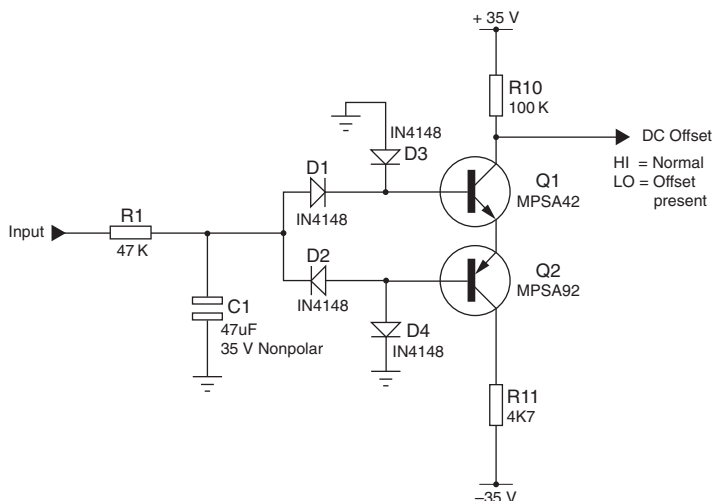 + 35 V
R10
100 K
DC Offset
HI = Normal
LO = Offset
present
IN4148
D3
D1
IN4148
Q1
MPSA42
R1
Input
47 K
D2
IN4148
Q2
MPSA92
C1
47uF
35 V Nonpolar
D4
IN4148
R11
4K7
–35 V